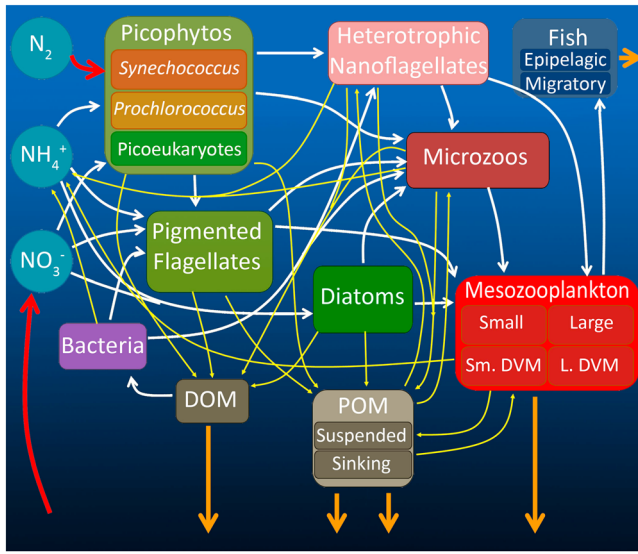 N₂
Picophytos
Synechococcus
Prochlorococcus
Picoeukaryotes
Heterotrophic
Nanoflagellates
Fish
Epipelagic
Migratory
NH₄⁺
Microzoos
NO₃⁻
Pigmented
Flagellates
Diatoms
Mesozooplankton
Small
Large
Sm. DVM
L. DVM
Bacteria
DOM
POM
Suspended
Sinking